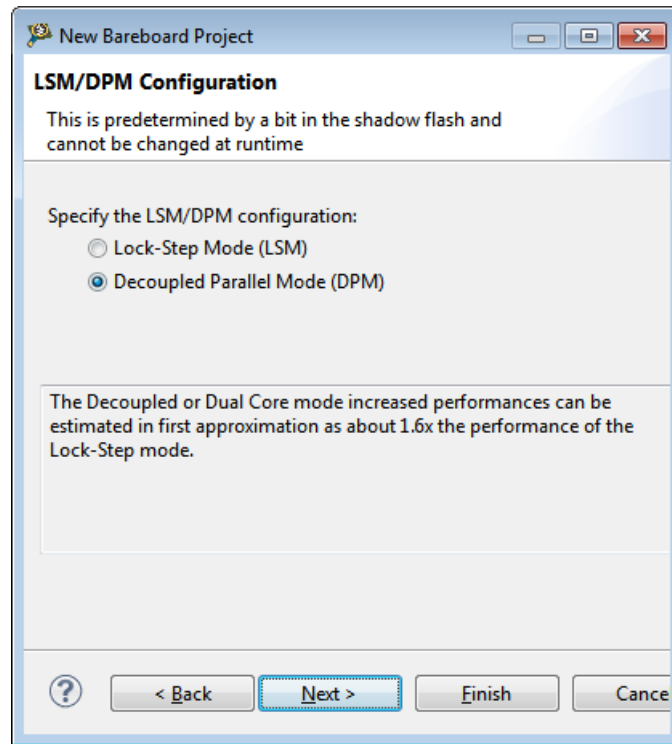 New Bareboard Project
LSM/DPM Configuration
This is predetermined by a bit in the shadow flash and
cannot be changed at runtime
Specify the LSM/DPM configuration:
Lock-Step Mode (LSM)
Decoupled Parallel Mode (DPM)
The Decoupled or Dual Core mode increased performances can be
estimated in first approximation as about 1.6x the performance of the
Lock-Step mode.
? < Back Next > Finish Cance